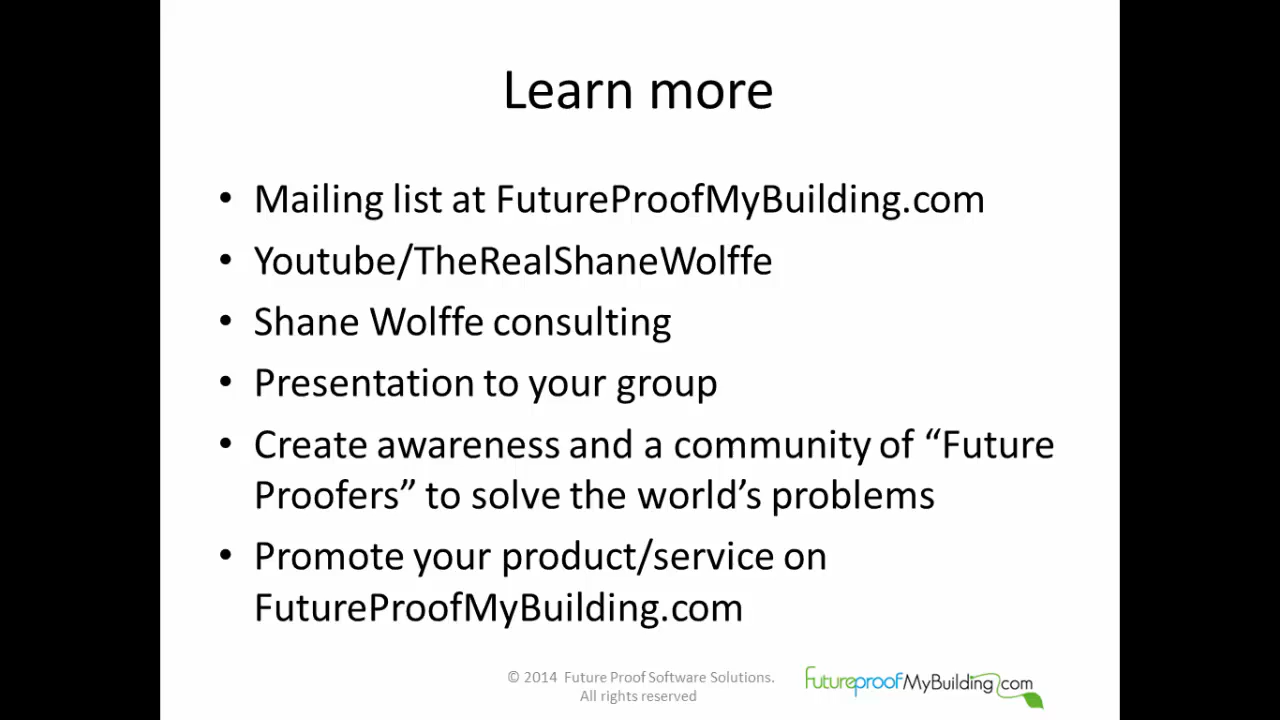 Learn more
• Mailing list at FutureProofMyBuilding.com
• Youtube/TheRealShaneWolffe
• Shane Wolffe consulting
• Presentation to your group
• Create awareness and a community of “Future
Proofers” to solve the world’s problems
• Promote your product/service on
FutureProofMyBuilding.com
© 2014 Future Proof Software Solutions.
All rights reserved
futureproofMyBuilding.com